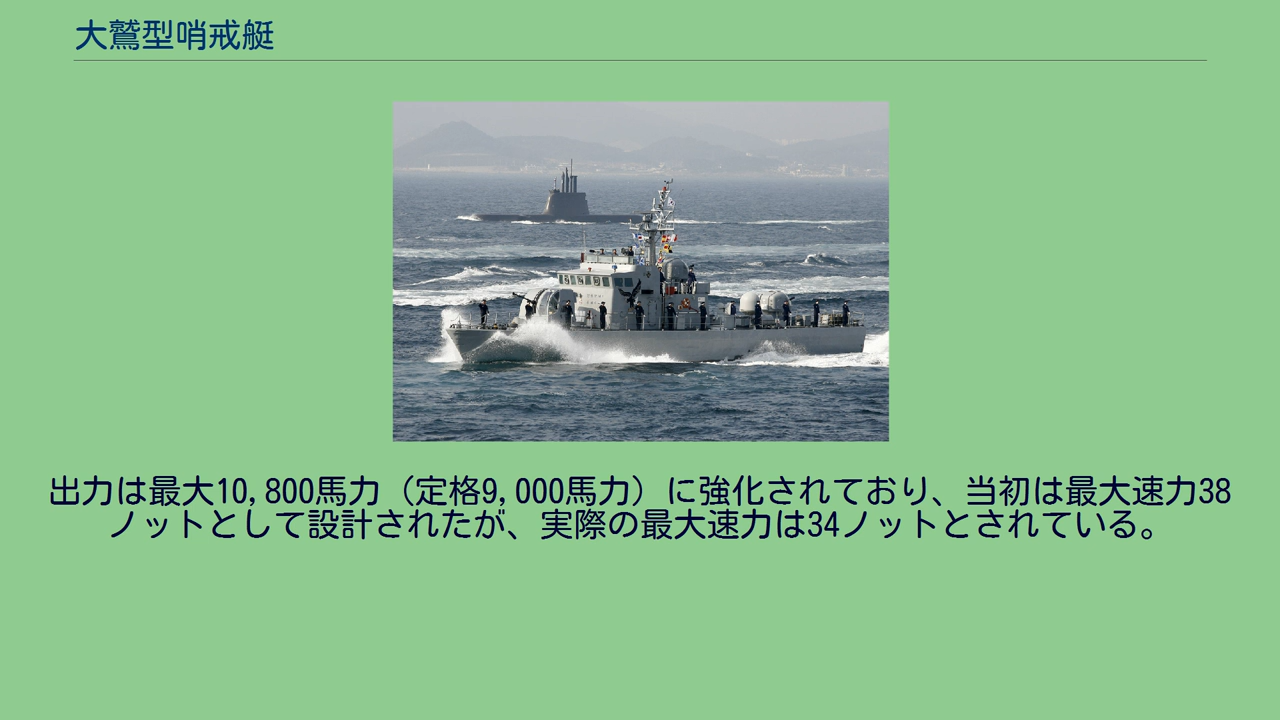 大鷲型哨戒艇
出力は最大10,800馬力（定格9,000馬力）に強化されており、当初は最大速力38
ノットとして設計されたが、実際の最大速力は34ノットとされている。